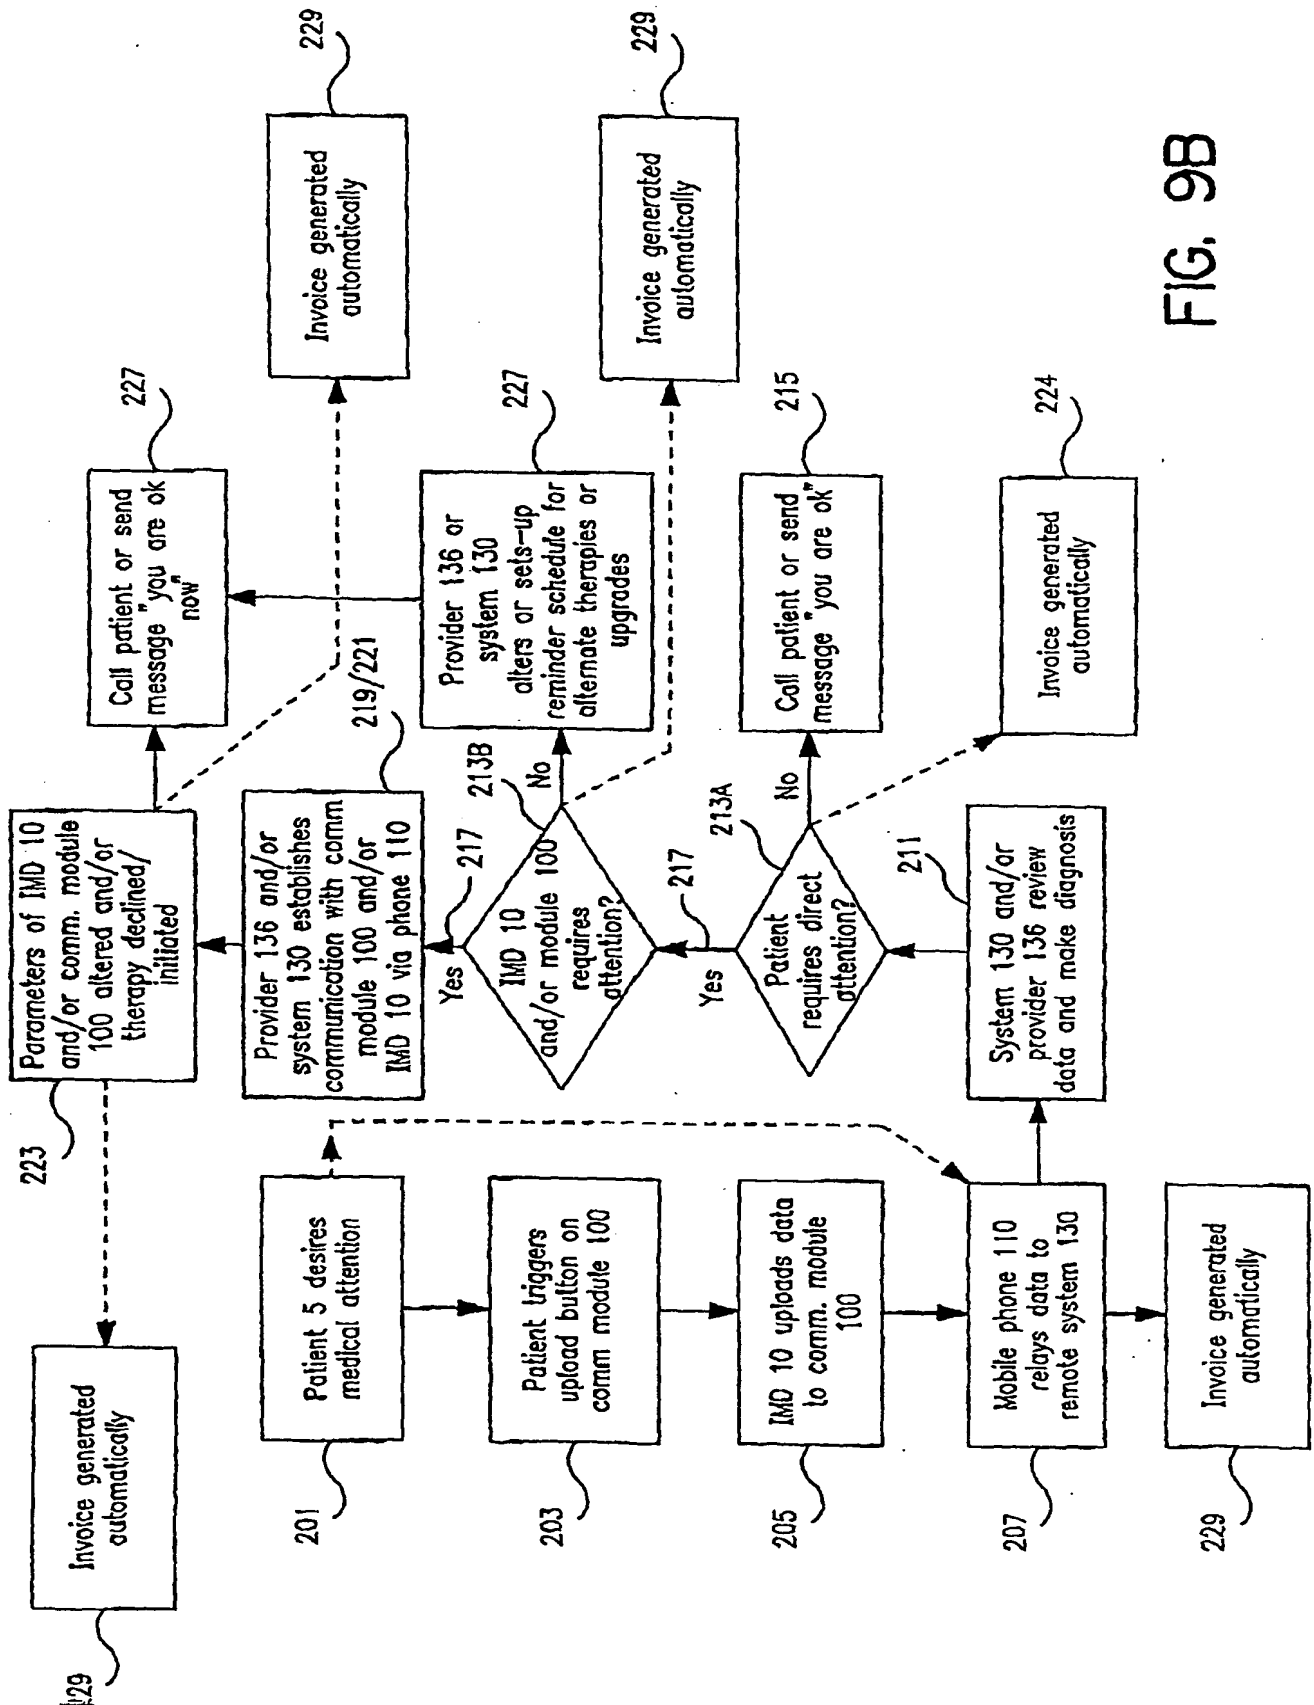 229
Invoice generated
automatically
223
Parameters of IMD 10
and/or comm. module
100 altered and/or
therapy declined/
initiated
Call patient or send
message "you are ok
now"
227
Invoice generated
automatically
229
201
Patient 5 desires
medical attention
Provider 136 and/or
system 130 establishes
communication with comm
module 100 and/or
IMD 10 via phone 110
219/221
Yes
217
203
Patient triggers
upload button on
comm module 100
IMD 10
and/or module 100
requires
attention?
213B
No
Provider 136 or
system 130
alters or sets-up
reminder schedule for
alternate therapies or
upgrades
227
Invoice generated
automatically
229
Yes
217
205
IMD 10 uploads data
to comm. module
100
Patient
requires direct
attention?
213A
No
Call patient or send
message "you are ok"
215
207
Mobile phone 110
relays data to
remote system 130
System 130 and/or
provider 136 review
data and make diagnosis
211
Invoice generated
automatically
224
229
Invoice generated
automatically
FIG. 9B